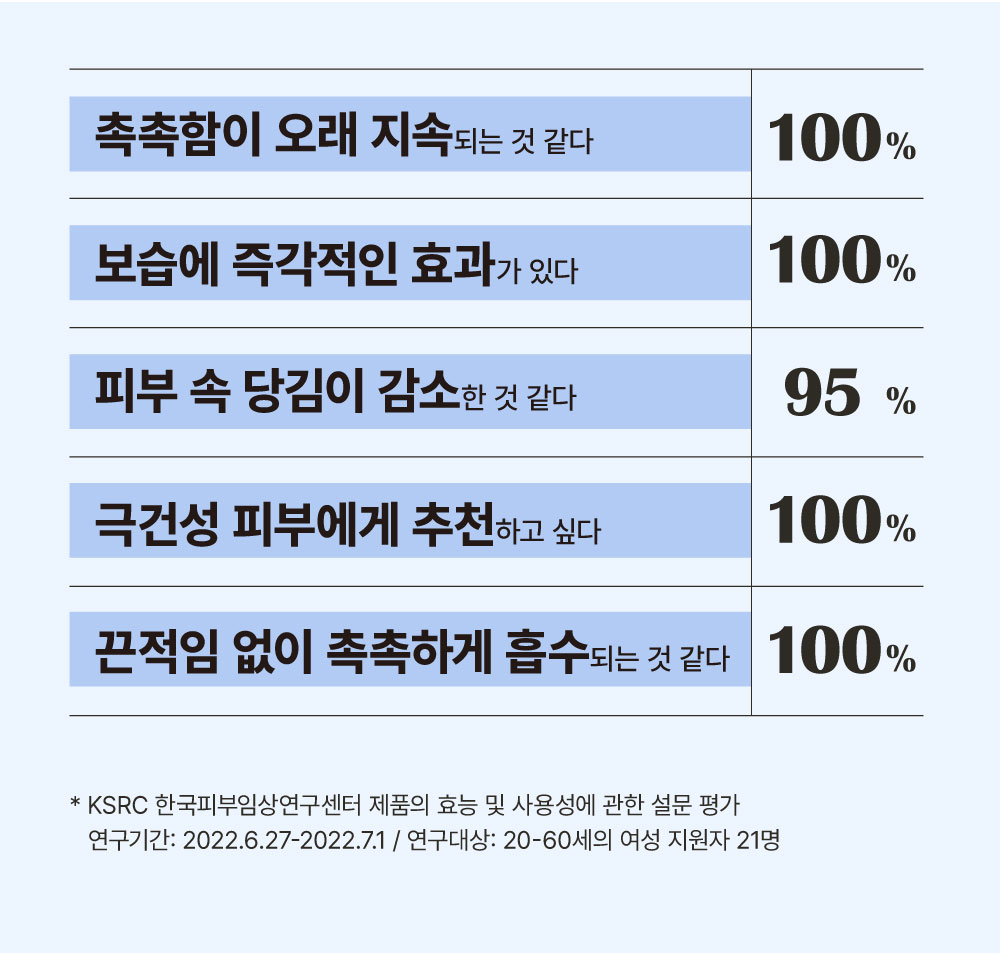 촉촉함이 오래 지속되는 것 같다 100%
보습에 즉각적인 효과가 있다 100%
피부 속 당김이 감소한 것 같다 95 %
극건성 피부에게 추천하고 싶다 100%
끈적임 없이 촉촉하게 흡수되는 것 같다 100%
* KSRC 한국피부임상연구센터 제품의 효능 및 사용성에 관한 설문 평가
연구기간: 2022.6.27-2022.7.1 / 연구대상: 20-60세의 여성 지원자 21명